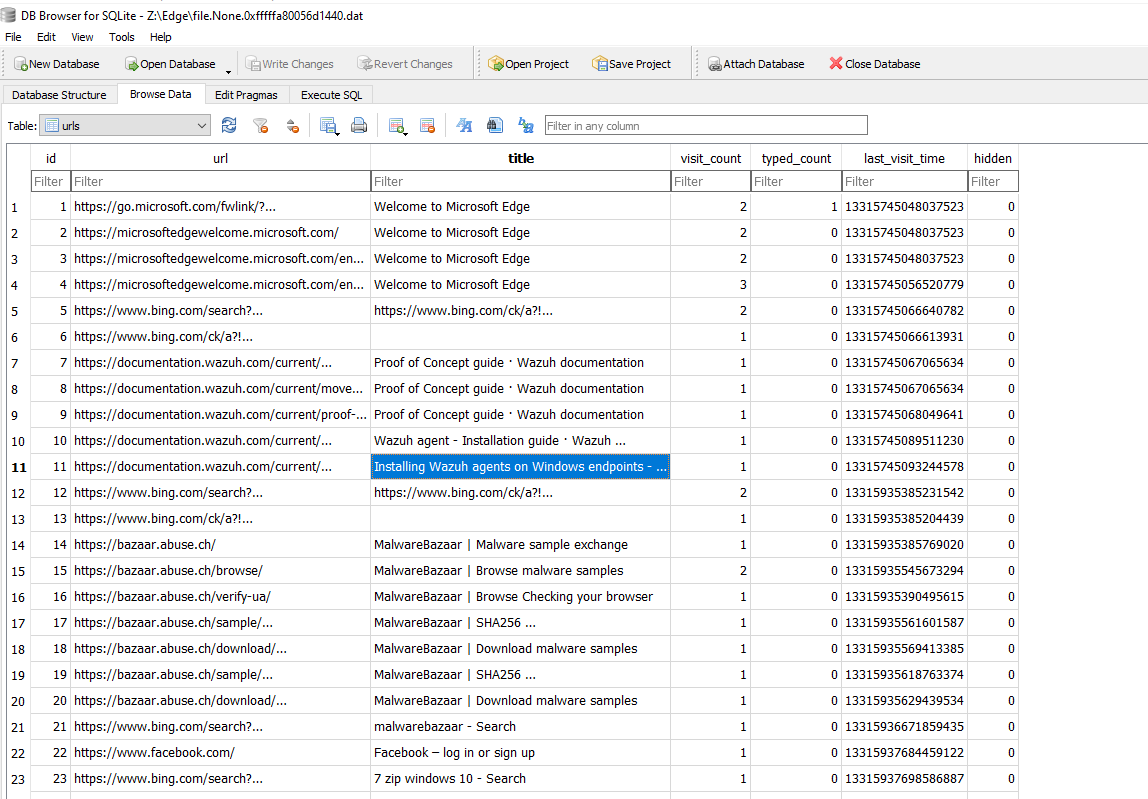 DB Browser for SQLite - Z:\Edge\file.None.0xfffffa80056d1440.dat
File Edit View Tools Help
New Database Open Database Write Changes Revert Changes Open Project Save Project Attach Database Close Database
Database Structure Browse Data Edit Pragmas Execute SQL
Table: urls Filter in any column
id url title visit_count typed_count last_visit_time hidden
Filter Filter Filter Filter Filter Filter Filter
1 1 https://go.microsoft.com/fwlink/?... Welcome to Microsoft Edge 2 1 13315745048037523 0
2 2 https://microsoftedgewelcome.microsoft.com/ Welcome to Microsoft Edge 2 0 13315745048037523 0
3 3 https://microsoftedgewelcome.microsoft.com/en... Welcome to Microsoft Edge 2 0 13315745048037523 0
4 4 https://microsoftedgewelcome.microsoft.com/en... Welcome to Microsoft Edge 3 0 13315745056520779 0
5 5 https://www.bing.com/search?... https://www.bing.com/ck/a?!... 2 0 13315745066640782 0
6 6 https://www.bing.com/ck/a?!... 1 0 13315745066613931 0
7 7 https://documentation.wazuh.com/current/... Proof of Concept guide · Wazuh documentation 1 0 13315745067065634 0
8 8 https://documentation.wazuh.com/current/move... Proof of Concept guide · Wazuh documentation 1 0 13315745067065634 0
9 9 https://documentation.wazuh.com/current/proof-... Proof of Concept guide · Wazuh documentation 1 0 13315745068049641 0
10 10 https://documentation.wazuh.com/current/... Wazuh agent - Installation guide · Wazuh ... 1 0 13315745089511230 0
11 11 https://documentation.wazuh.com/current/... Installing Wazuh agents on Windows endpoints - ... 1 0 13315745093244578 0
12 12 https://www.bing.com/search?... https://www.bing.com/ck/a?!... 2 0 13315935385231542 0
13 13 https://www.bing.com/ck/a?!... 1 0 13315935385204439 0
14 14 https://bazaar.abuse.ch/ MalwareBazaar | Malware sample exchange 1 0 13315935385769020 0
15 15 https://bazaar.abuse.ch/browse/ MalwareBazaar | Browse malware samples 2 0 13315935545673294 0
16 16 https://bazaar.abuse.ch/verify-ua/ MalwareBazaar | Browse Checking your browser 1 0 13315935390495615 0
17 17 https://bazaar.abuse.ch/sample/... MalwareBazaar | SHA256 ... 1 0 13315935561601587 0
18 18 https://bazaar.abuse.ch/download/... MalwareBazaar | Download malware samples 1 0 13315935569413385 0
19 19 https://bazaar.abuse.ch/sample/... MalwareBazaar | SHA256 ... 1 0 13315935618763374 0
20 20 https://bazaar.abuse.ch/download/... MalwareBazaar | Download malware samples 1 0 13315935629439534 0
21 21 https://www.bing.com/search?... malwarebazaar - Search 1 0 13315936671859435 0
22 22 https://www.facebook.com/ Facebook – log in or sign up 1 0 13315937684459122 0
23 23 https://www.bing.com/search?... 7 zip windows 10 - Search 1 0 13315937698586887 0